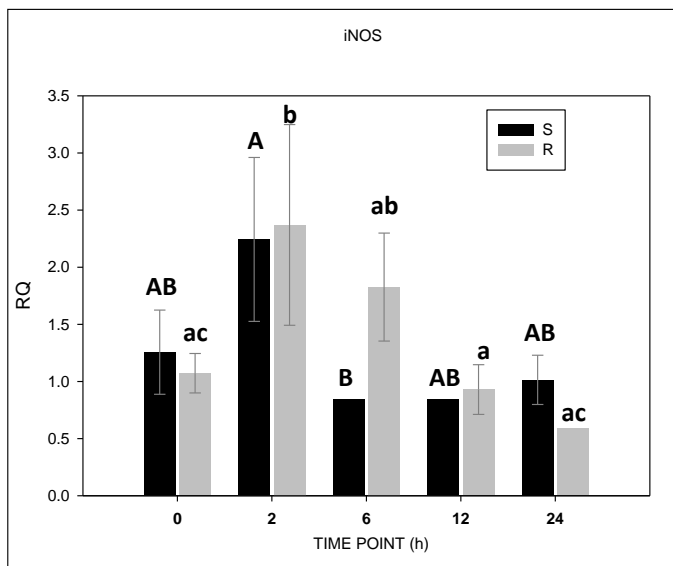 iNOS
3.5
3.0
2.5
2.0
1.5
1.0
0.5
0.0
RQ
S
R
AB
ac
A
b
B
ab
AB
a
AB
ac
0 2 6 12 24
TIME POINT (h)